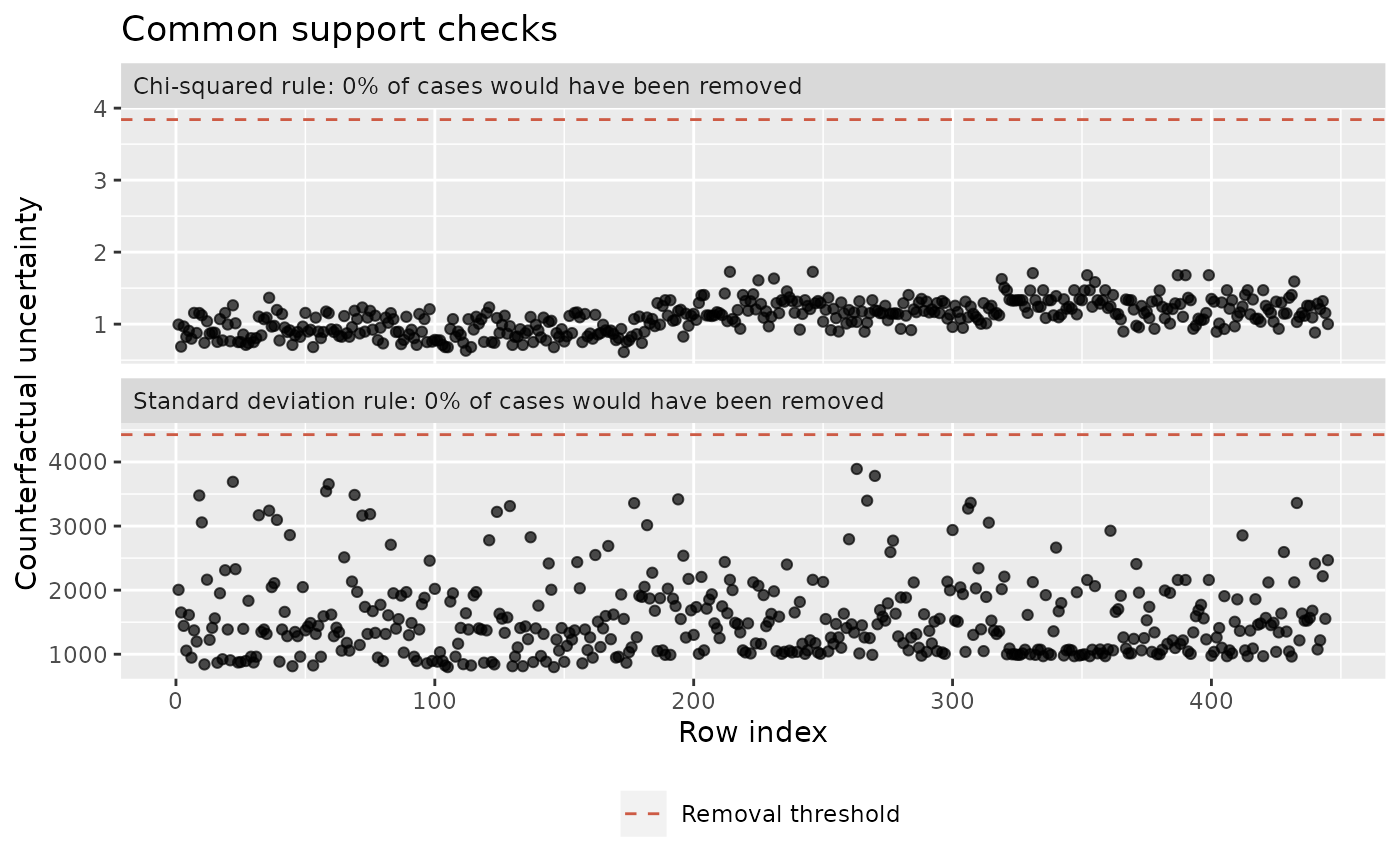 Common support checks
Chi-squared rule: 0% of cases would have been removed
4
3
2
1
Standard deviation rule: 0% of cases would have been removed
4000
3000
2000
1000
Counterfactual uncertainty
0 100 200 300 400
Row index
Removal threshold